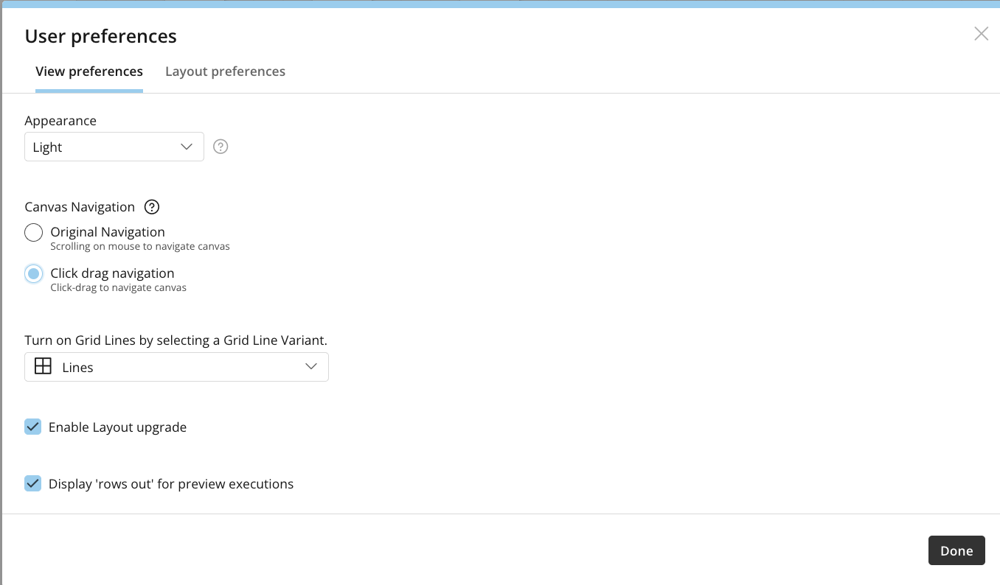 User preferences
View preferences
Layout preferences
Appearance
Light
?
Canvas Navigation ?
Original Navigation
Scrolling on mouse to navigate canvas
Click drag navigation
Click-drag to navigate canvas
Turn on Grid Lines by selecting a Grid Line Variant.
Lines
Enable Layout upgrade
Display 'rows out' for preview executions
Done